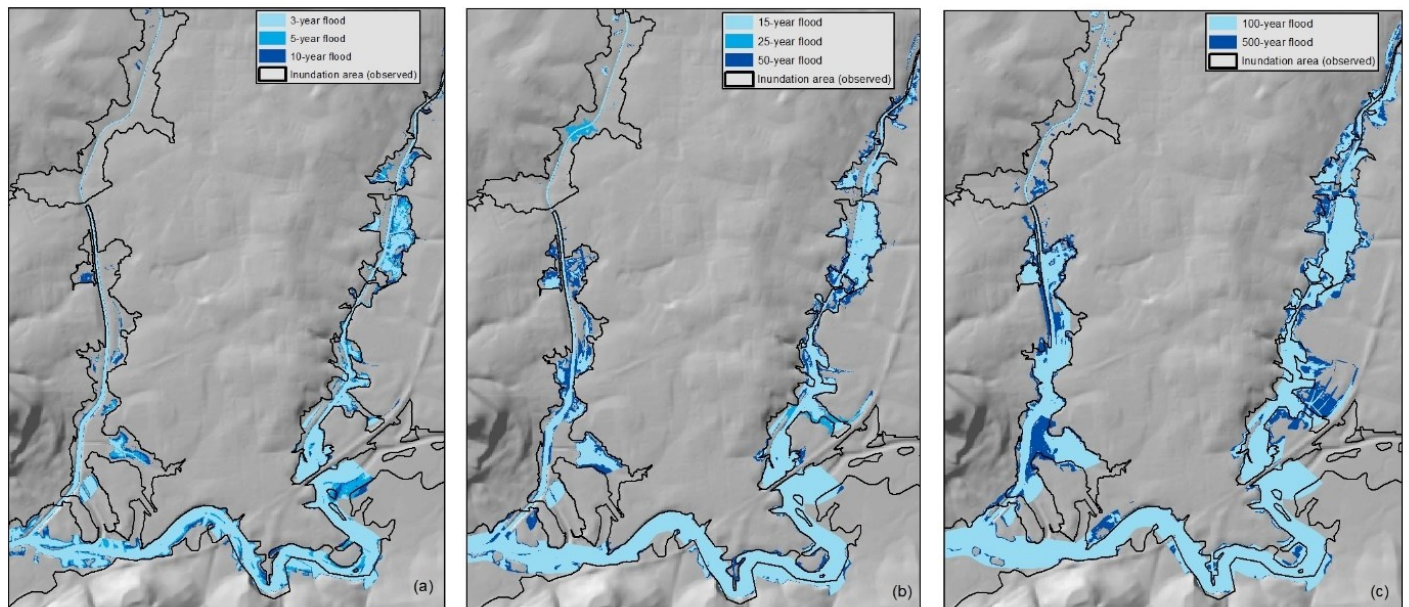 3-year flood
5-year flood
10-year flood
Inundation area (observed)
(a)
15-year flood
25-year flood
50-year flood
Inundation area (observed)
(b)
100-year flood
500-year flood
Inundation area (observed)
(c)